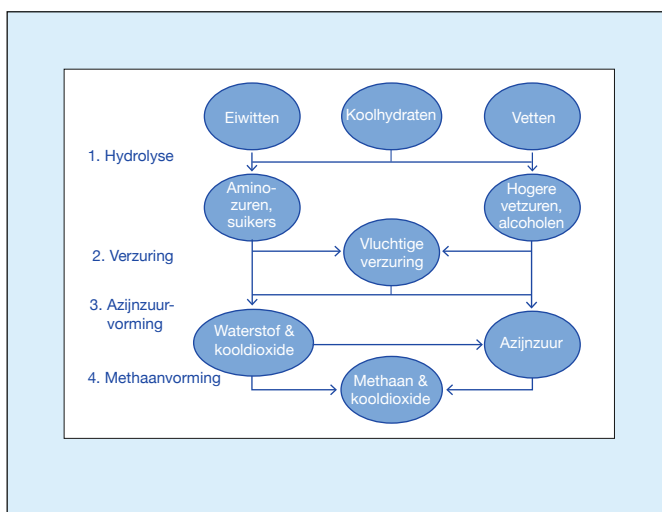 Eiwitten
Koolhydraten
Vetten
1. Hydrolyse
Amino-
zuren,
suikers
Hogere
vetzuren,
alcoholen
2. Verzuring
Vluchtige
verzuring
3. Azijnzuur-
vorming
Waterstof &
kooldioxide
Azijnzuur
4. Methaanvorming
Methaan &
kooldioxide